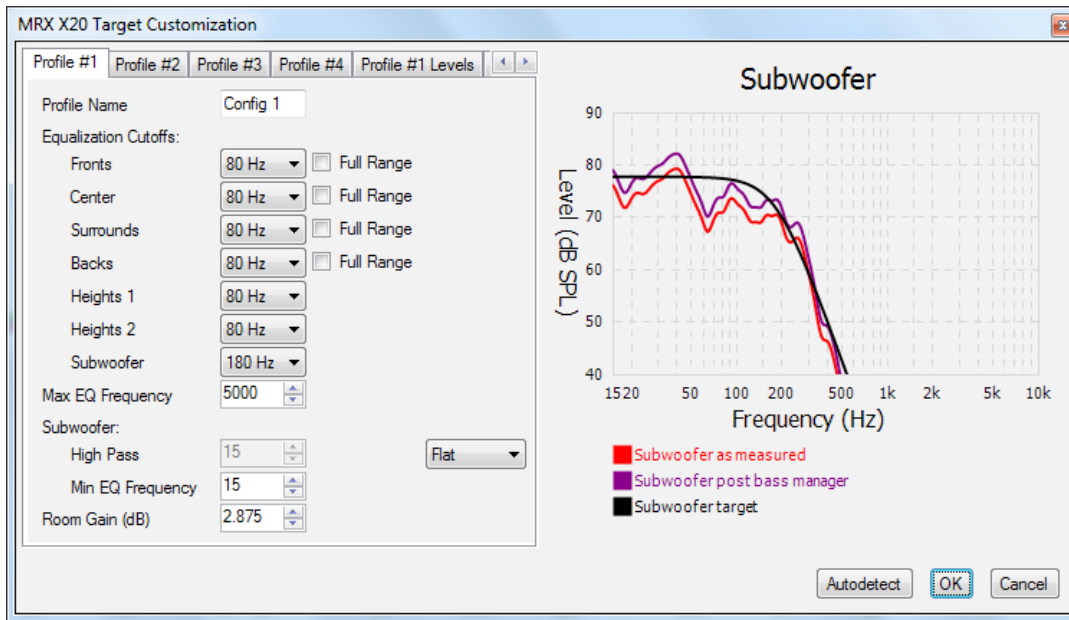 MRX X20 Target Customization
Profile #1 Profile #2 Profile #3 Profile #4 Profile #1 Levels
Profile Name Config 1
Equalization Cutoffs:
Fronts 80 Hz Full Range
Center 80 Hz Full Range
Surrounds 80 Hz Full Range
Backs 80 Hz Full Range
Heights 1 80 Hz
Heights 2 80 Hz
Subwoofer 180 Hz
Max EQ Frequency 5000
Subwoofer:
High Pass 15 Flat
Min EQ Frequency 15
Room Gain (dB) 2.875
Subwoofer
Level (dB SPL)
90
80
70
60
50
40
15 20 50 100 200 500 1k 2k 5k 10k
Frequency (Hz)
Subwoofer as measured
Subwoofer post bass manager
Subwoofer target
Autodetect OK Cancel